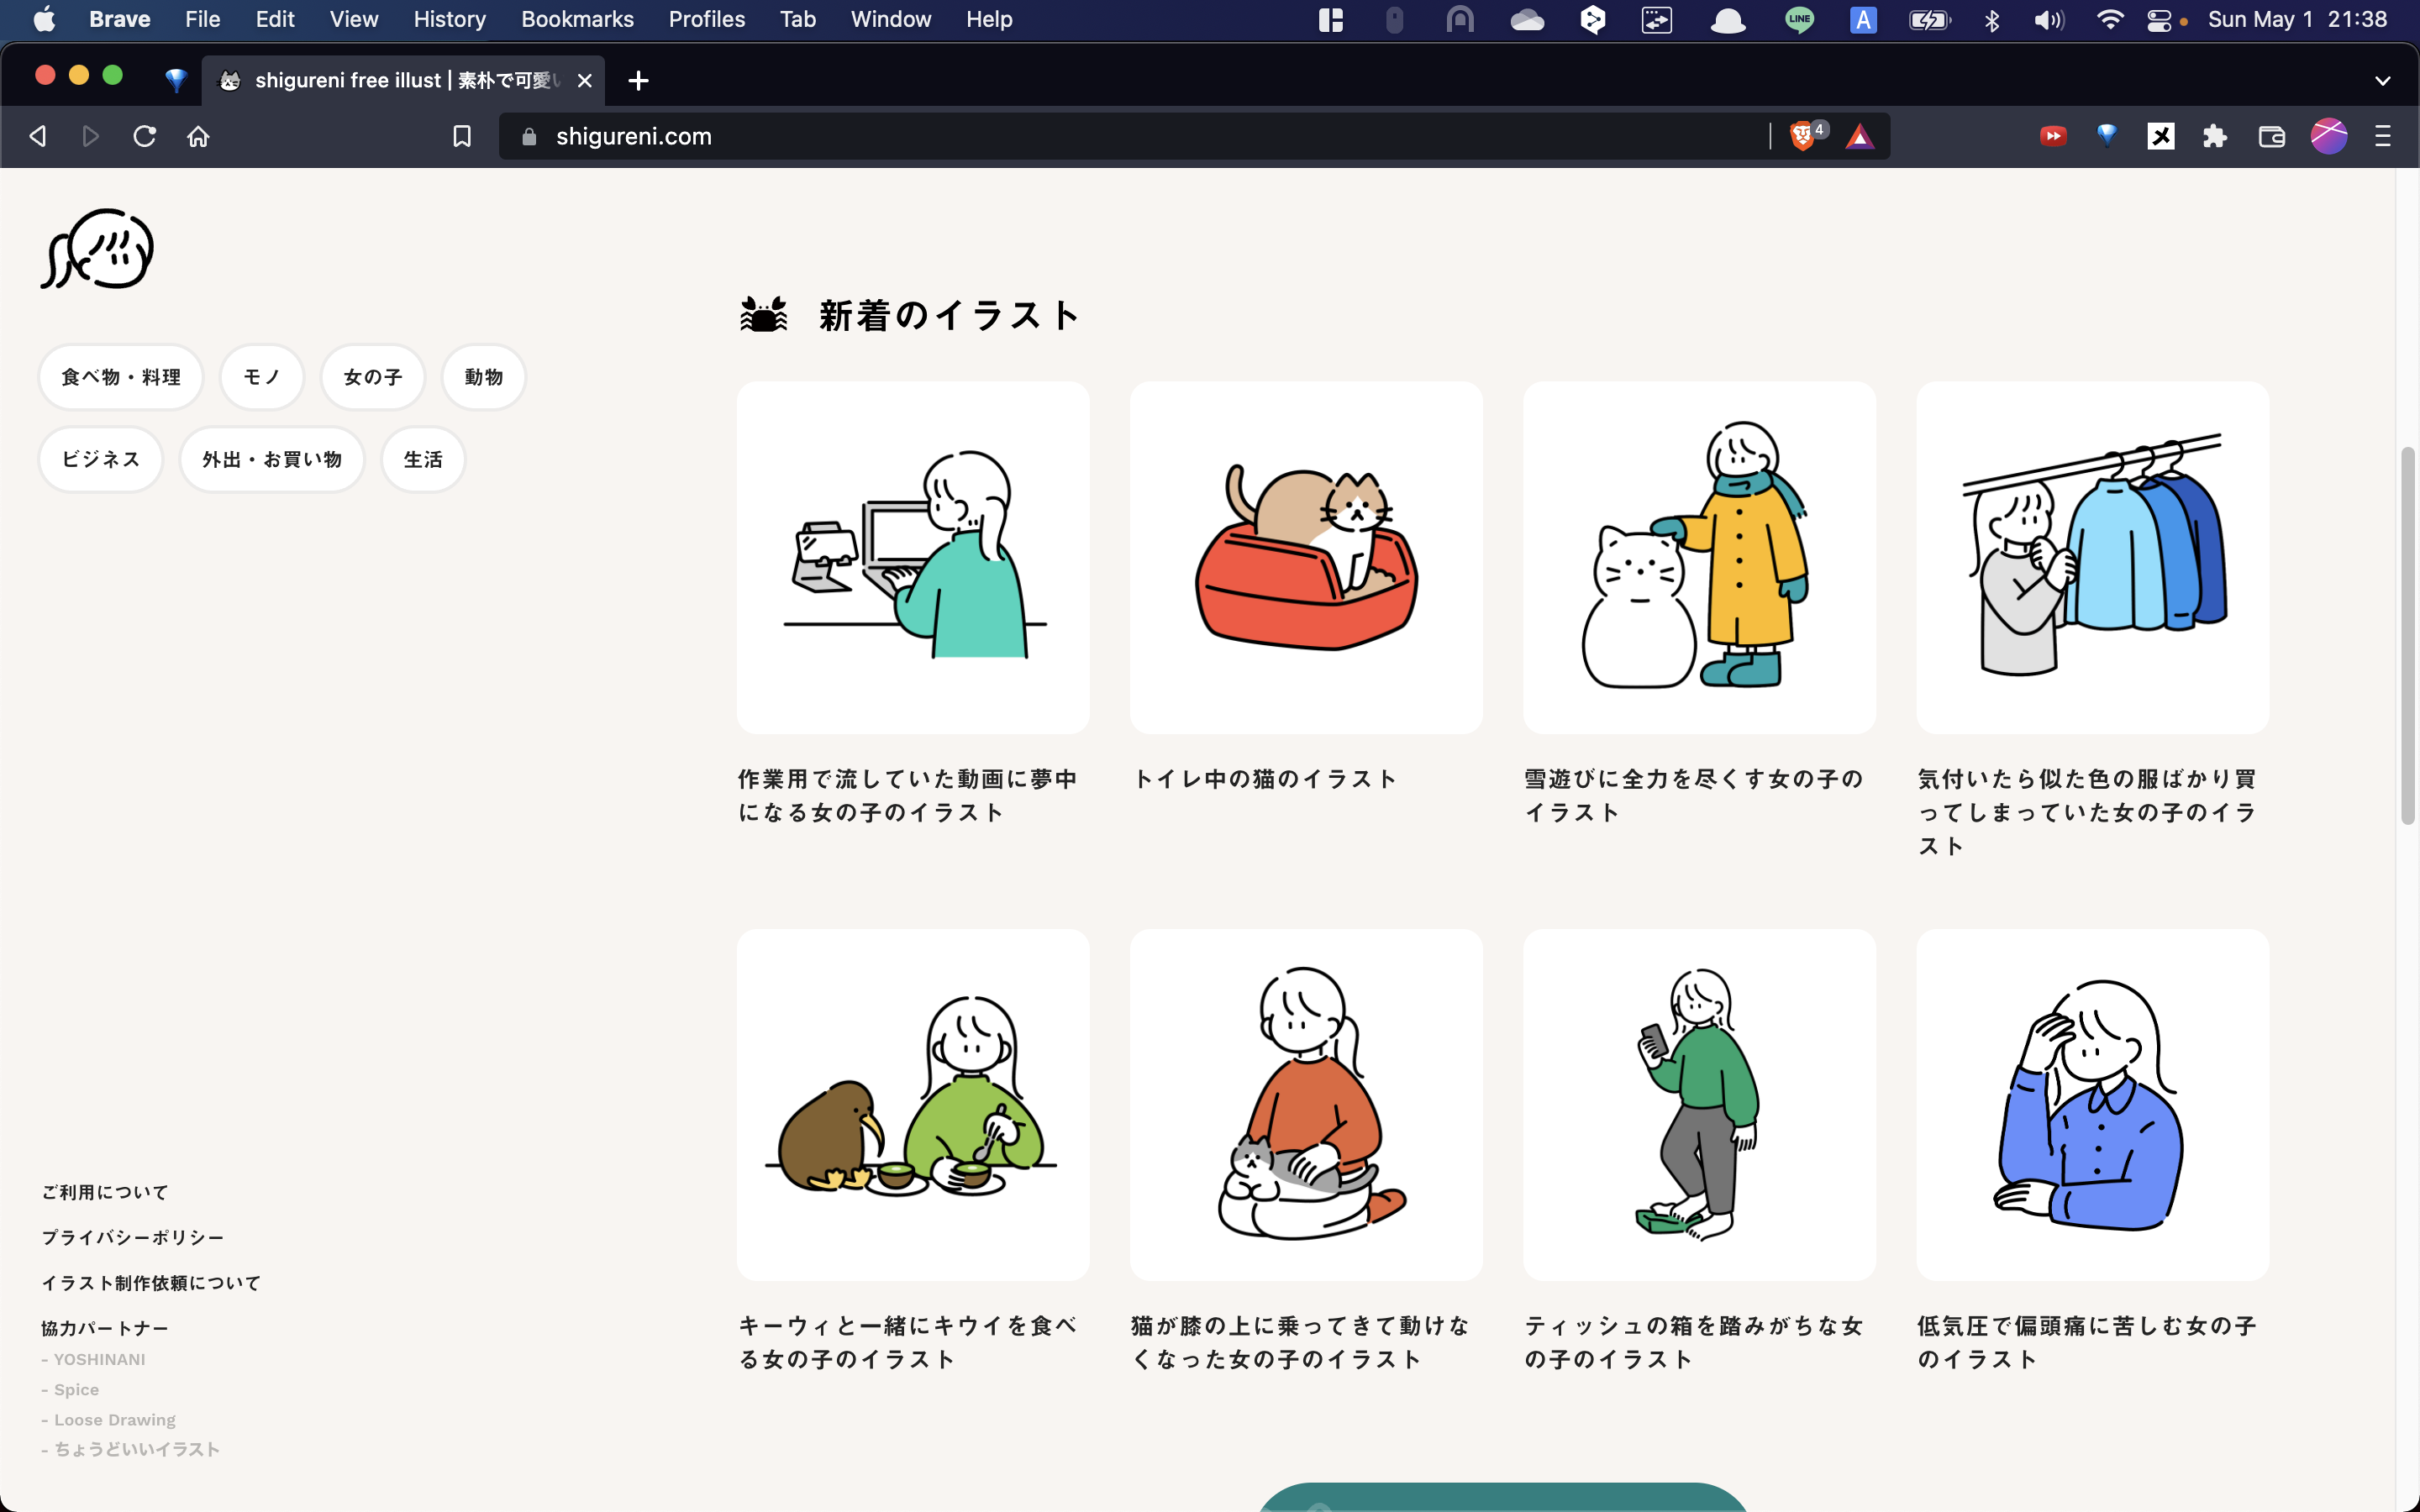 Brave File Edit View History Bookmarks Profiles Tab Window Help LINE A Sun May 1 21:38
shigureni free illust | 素朴で可愛い
shigureni.com 4
新着のイラスト
食べ物・料理 モノ 女の子 動物
ビジネス 外出・お買い物 生活
作業用で流していた動画に夢中
になる女の子のイラスト
トイレ中の猫のイラスト
雪遊びに全力を尽くす女の子の
イラスト
気付いたら似た色の服ばかり買
ってしまっていた女の子のイラ
スト
キーウィと一緒にキウイを食べ
る女の子のイラスト
猫が膝の上に乗ってきて動けな
くなった女の子のイラスト
ティッシュの箱を踏みがちな女
の子のイラスト
低気圧で偏頭痛に苦しむ女の子
のイラスト
ご利用について
プライバシーポリシー
イラスト制作依頼について
協力パートナー
- YOSHINANI
- Spice
- Loose Drawing
- ちょうどいいイラスト